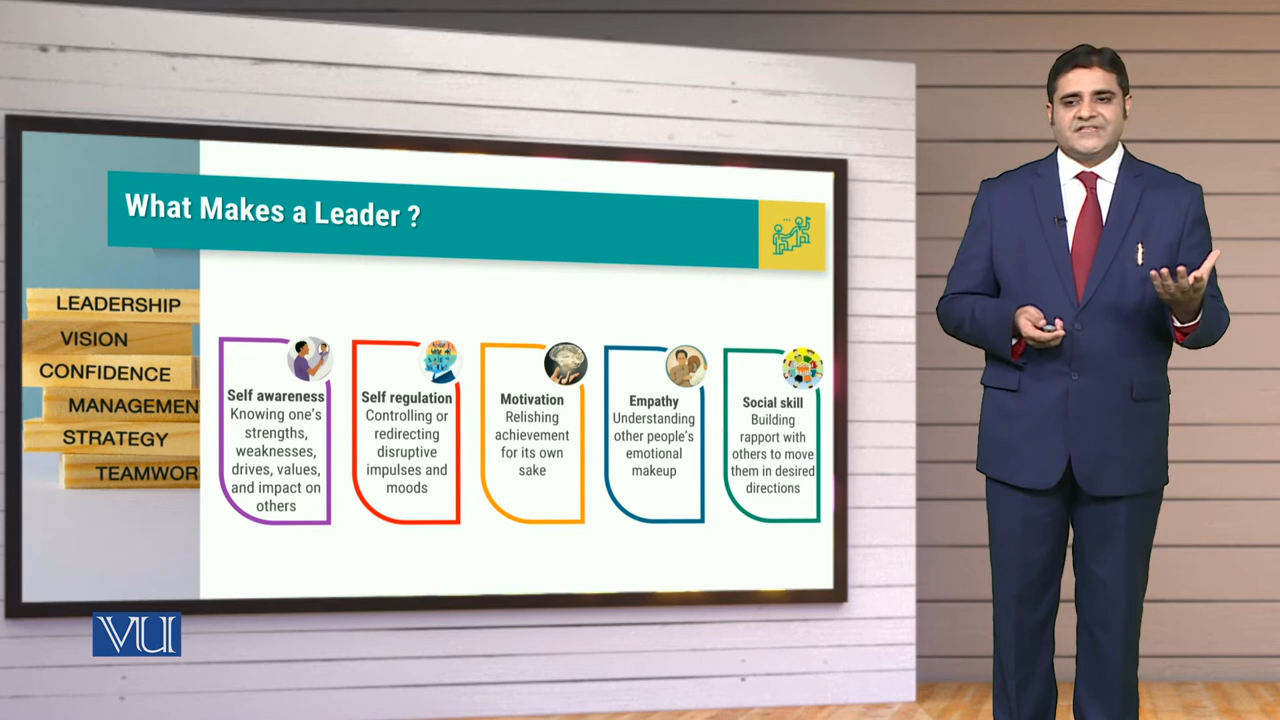 What Makes a Leader ?
LEADERSHIP
VISION
CONFIDENCE
MANAGEMEN
STRATEGY
TEAMWOR
Self awareness
Knowing one's
strengths,
weaknesses,
drives, values,
and impact on
others
Self regulation
Controlling or
redirecting
disruptive
impulses and
moods
Motivation
Relishing
achievement
for its own
sake
Empathy
Understanding
other people's
emotional
makeup
Social skill
Building
rapport with
others to move
them in desired
directions
VU